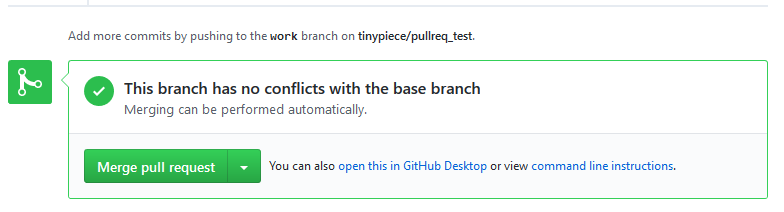 Add more commits by pushing to the work branch on tinypiece/pullreq_test.
This branch has no conflicts with the base branch
Merging can be performed automatically.
Merge pull request You can also open this in GitHub Desktop or view command line instructions.